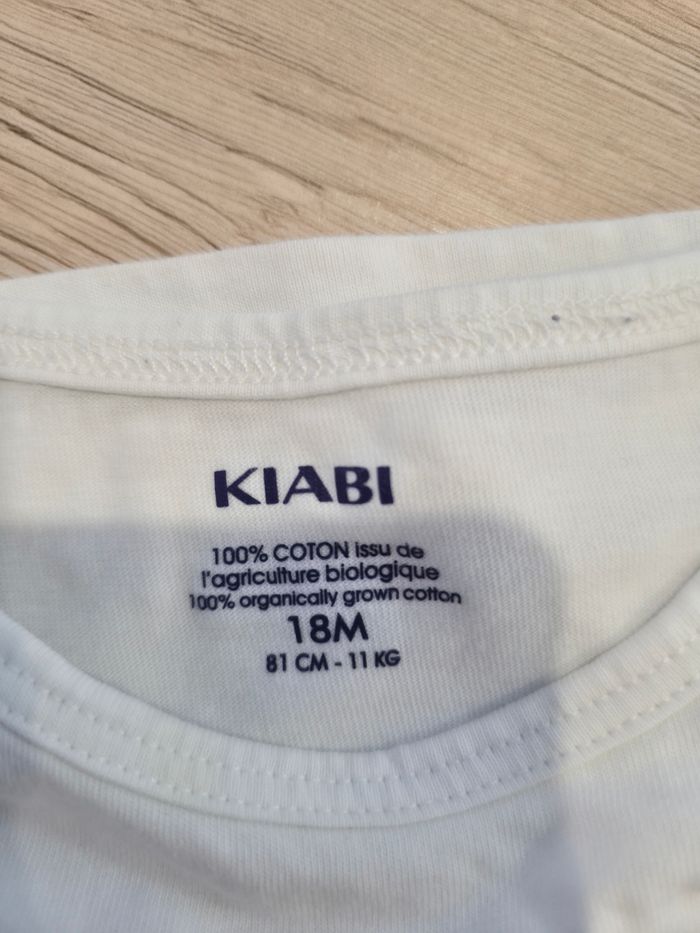 KIABI
100% COTON issu de
l'agriculture biologique
100% organically grown cotton
18M
81 CM - 11 KG